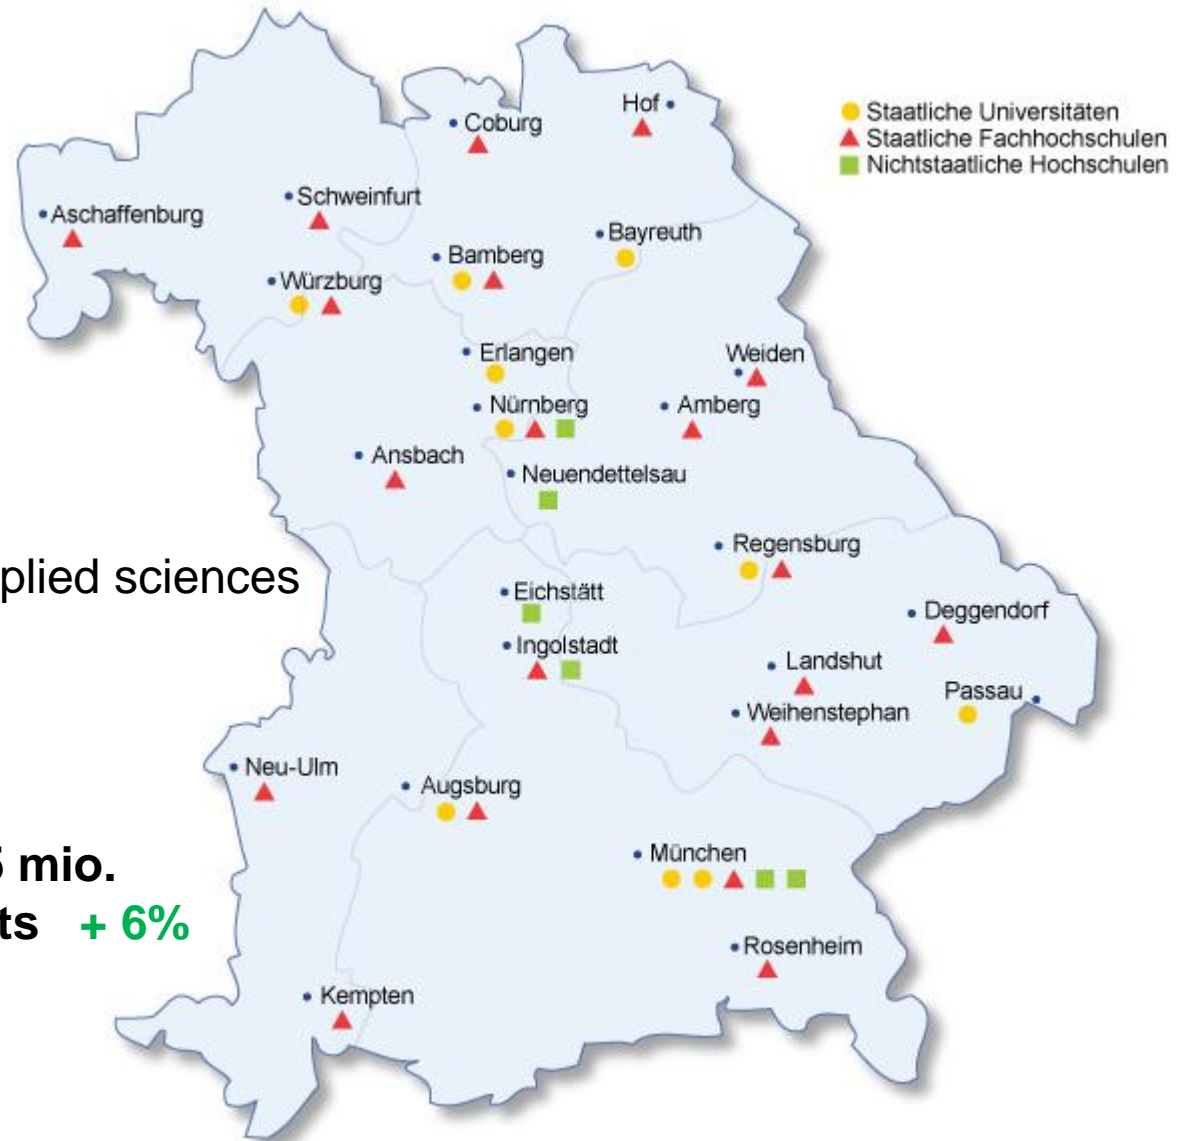 Hof
Coburg
Staatliche Universitäten
Staatliche Fachhochschulen
Nichtstaatliche Hochschulen
Schweinfurt
Aschaffenburg
Bayreuth
Bamberg
Würzburg
Erlangen
Weiden
Nürnberg
Amberg
Ansbach
Neuendettelsau
Regensburg
plied sciences
Eichstätt
Deggendorf
Ingolstadt
Landshut
Passau
Weihenstephan
Neu-Ulm
Augsburg
München
mio.
ts + 6%
Rosenheim
Kempten